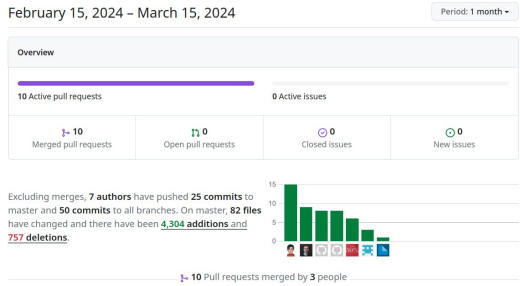 February 15, 2024 – March 15, 2024
Period: 1 month
Overview
10 Active pull requests
0 Active issues
10
Merged pull requests
0
Open pull requests
0
Closed issues
0
New issues
Excluding merges, 7 authors have pushed 25 commits to
master and 50 commits to all branches. On master, 82 files
have changed and there have been 4,304 additions and
757 deletions.
15
10
5
0
10 Pull requests merged by 3 people